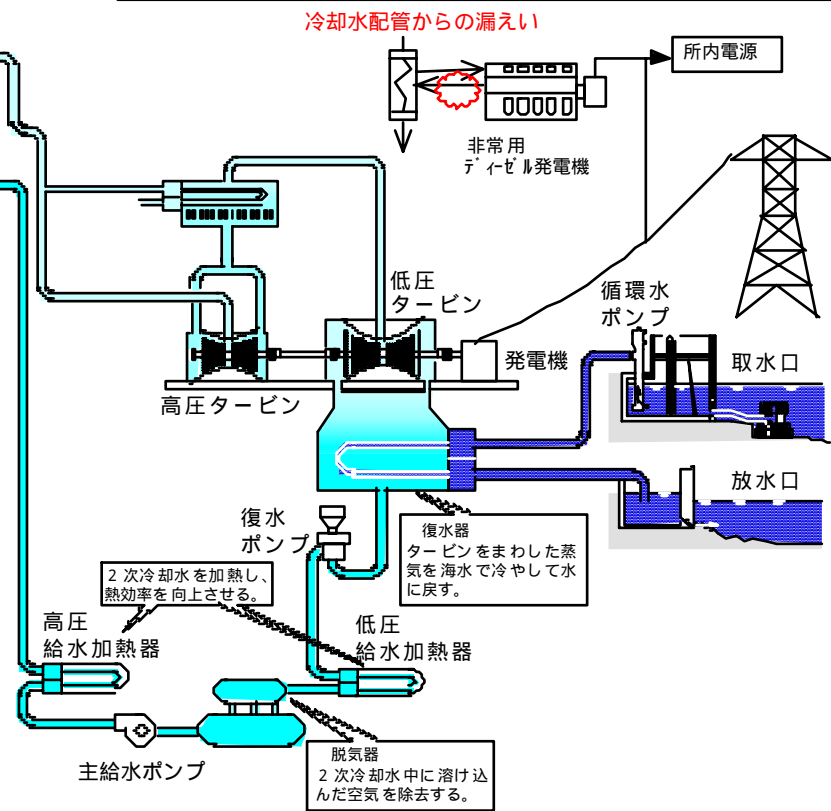 冷却水配管からの漏えい
所内電源
非常用
ディーゼル発電機
低圧
タービン
循環水
ポンプ
発電機
取水口
高圧タービン
放水口
復水
ポンプ
復水器
タービンをまわした蒸
気を海水で冷やして水
に戻す。
2次冷却水を加熱し、
熱効率を向上させる。
高圧
給水加熱器
低圧
給水加熱器
主給水ポンプ
脱気器
2次冷却水中に溶け込
んだ空気を除去する。